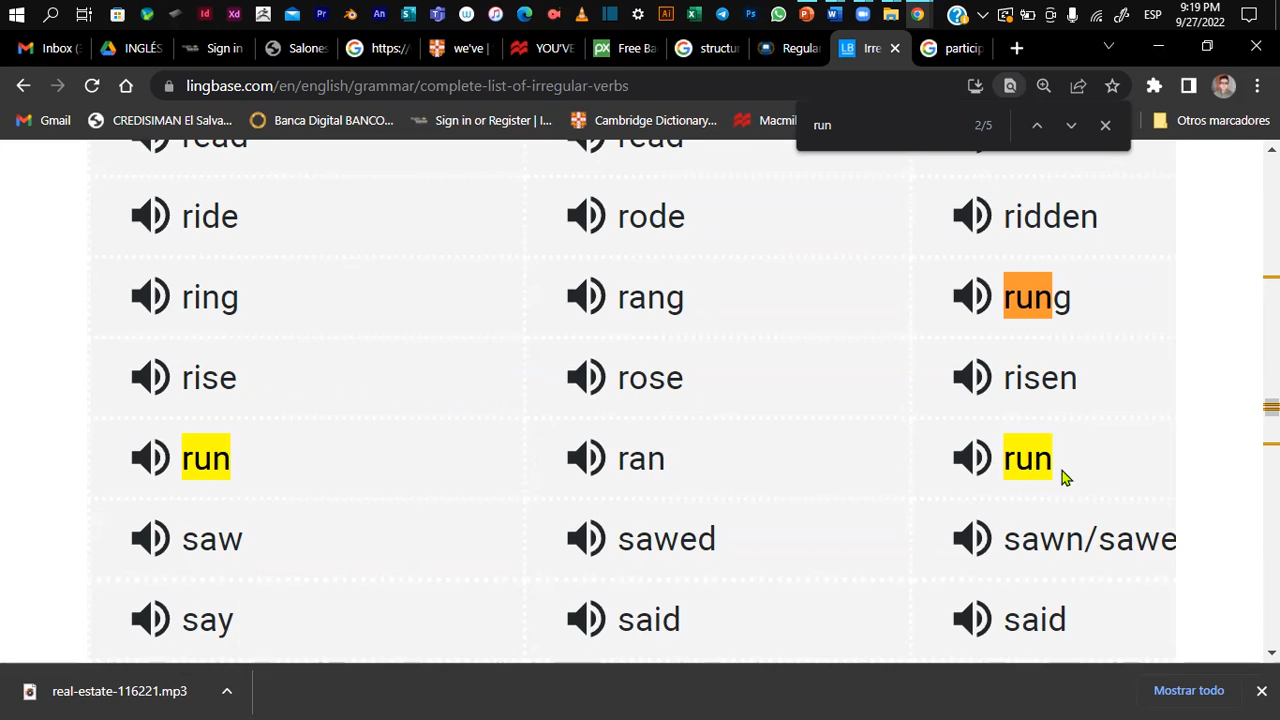 ESP
9:19 PM
9/27/2022
Inbox (
INGLÉS
Sign in
Salones
https:/
we've |
YOU'VE
Free Ba
structu
Regular
Irre
particip
lingbase.com/en/english/grammar/complete-list-of-irregular-verbs
Gmail
CREDISIMAN El Salva...
Banca Digital BANCO...
Sign in or Register | I...
Cambridge Dictionary...
Macmil
Otros marcadores
run
2/5
read
read
ride
rode
ridden
ring
rang
rung
rise
rose
risen
run
ran
run
saw
sawed
sawn/sawe
say
said
said
real-estate-116221.mp3
Mostrar todo